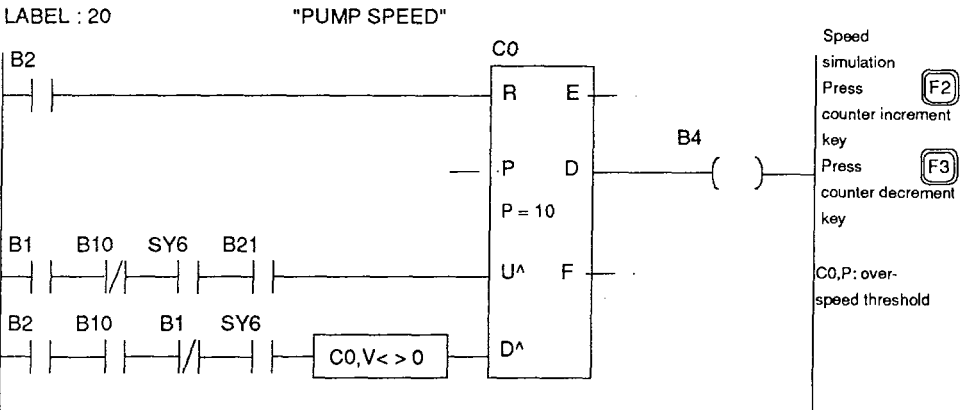 LABEL : 20 "PUMP SPEED"
B2
C0
R E
P D
P = 10
U^ F
D^
B4
B1 B10 SY6 B21
B2 B10 B1 SY6
C0,V< > 0
Speed
simulation
Press F2
counter increment
key
Press F3
counter decrement
key
C0,P: over-
speed threshold